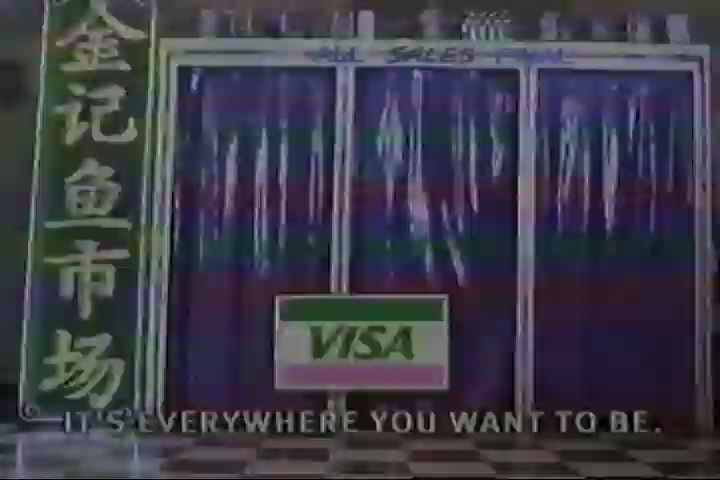 金记鱼市场
ALL SALES FINAL
VISA
IT'S EVERYWHERE YOU WANT TO BE.